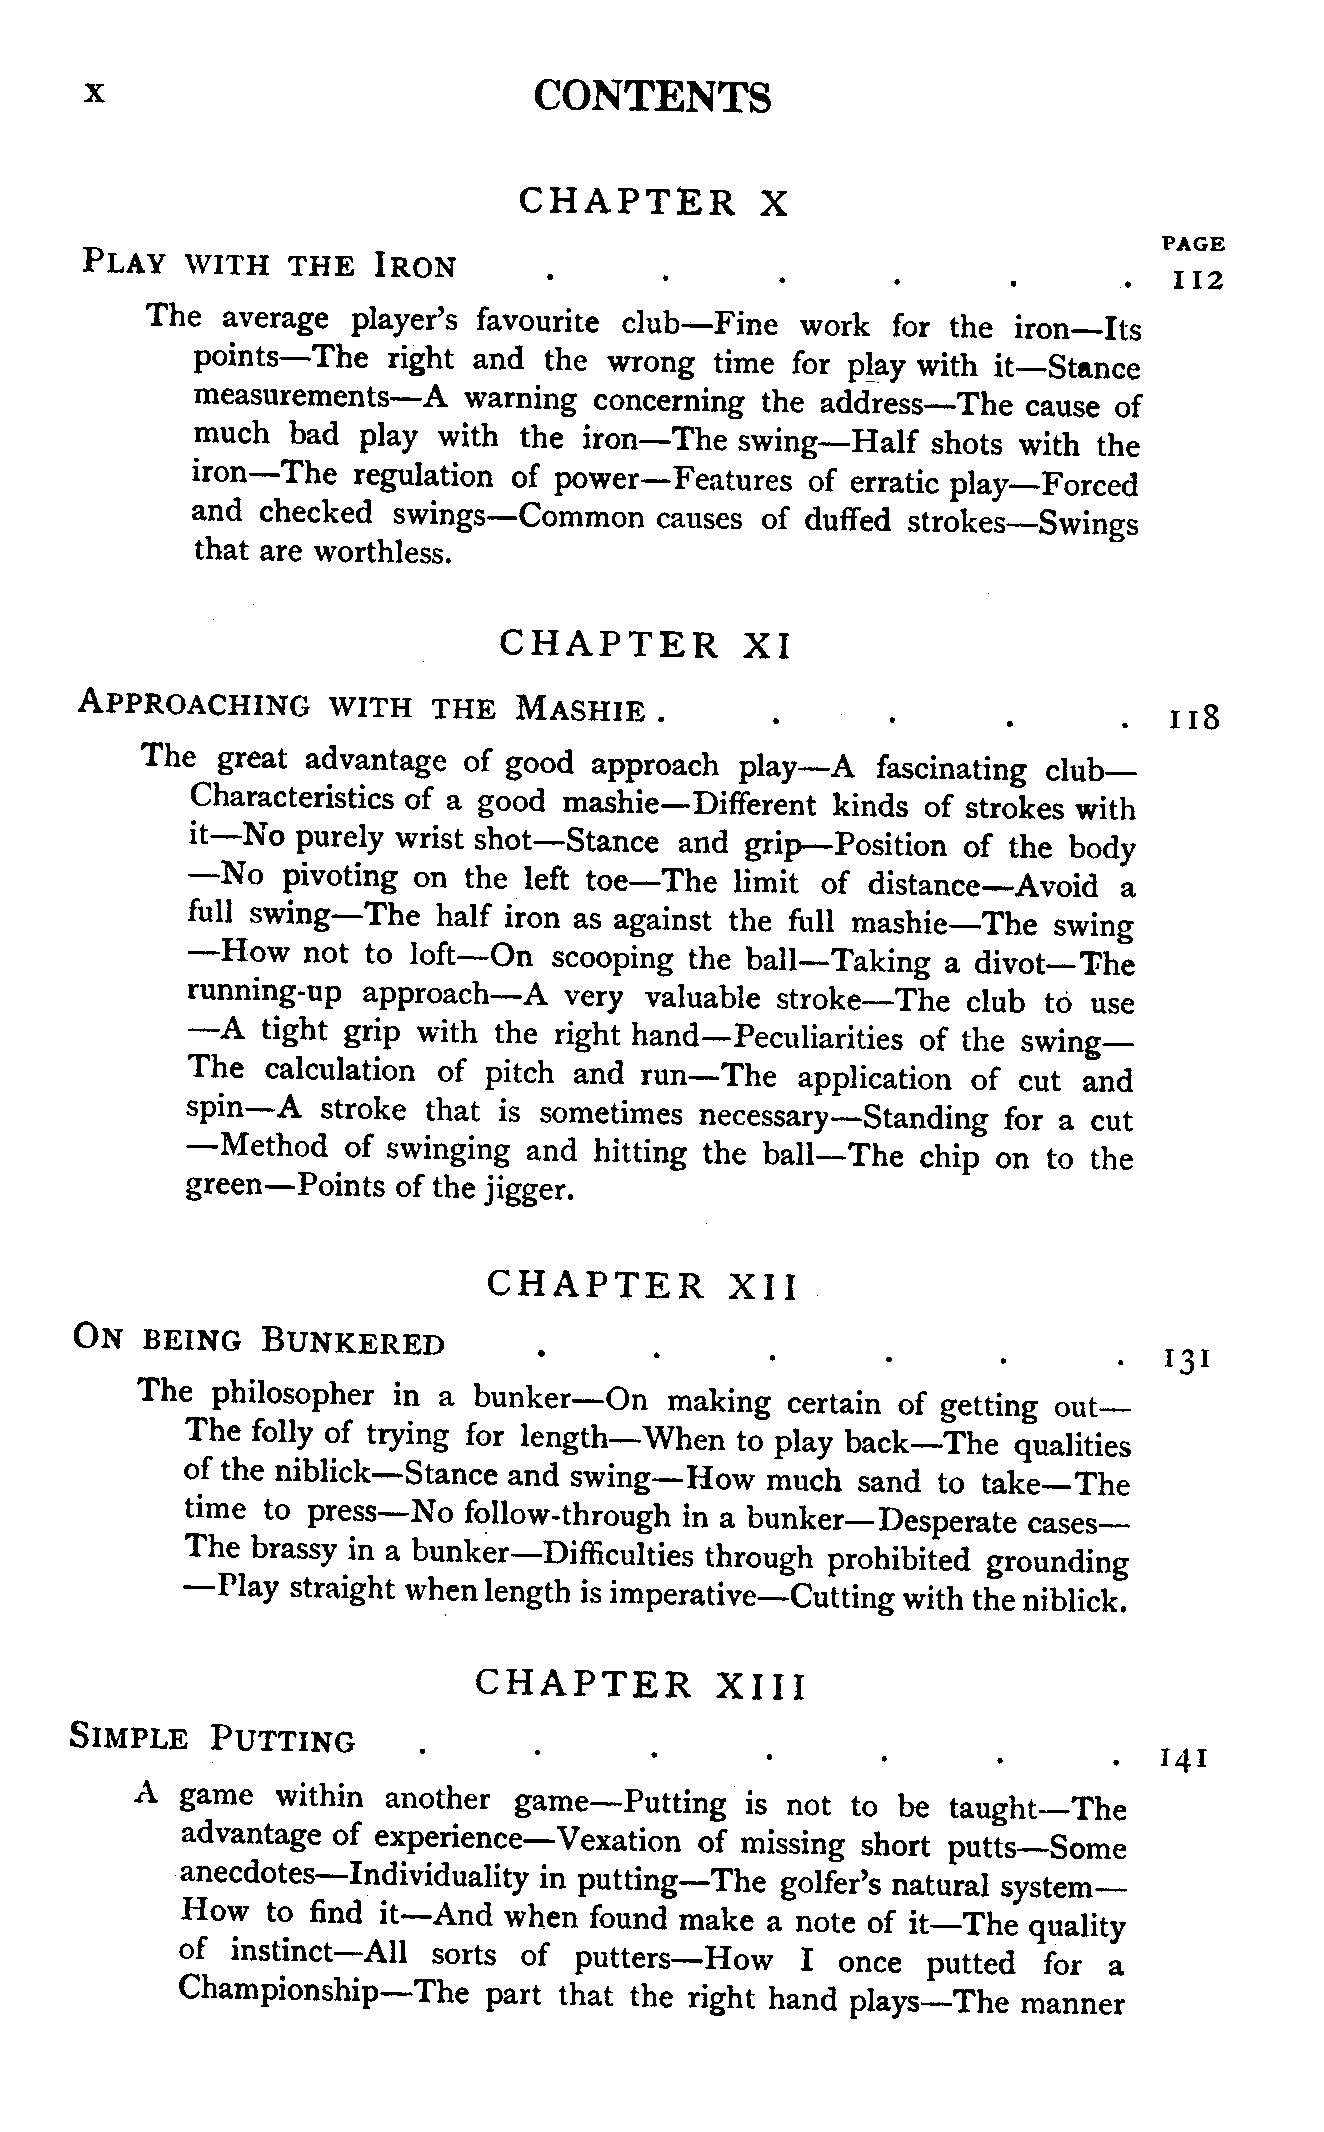 x CONTENTS
CHAPTER X
PAGE
PLAY WITH THE IRON . . . . . . 112
The average player's favourite club—Fine work for the iron—Its
points—The right and the wrong time for play with it—Stance
measurements—A warning concerning the address—The cause of
much bad play with the iron—The swing—Half shots with the
iron—The regulation of power—Features of erratic play—Forced
and checked swings—Common causes of duffed strokes—Swings
that are worthless.
CHAPTER XI
APPROACHING WITH THE MASHIE . . . . . 118
The great advantage of good approach play—A fascinating club—
Characteristics of a good mashie—Different kinds of strokes with
it—No purely wrist shot—Stance and grip—Position of the body
—No pivoting on the left toe—The limit of distance—Avoid a
full swing—The half iron as against the full mashie—The swing
—How not to loft—On scooping the ball—Taking a divot—The
running-up approach—A very valuable stroke—The club to use
—A tight grip with the right hand—Peculiarities of the swing—
The calculation of pitch and run—The application of cut and
spin—A stroke that is sometimes necessary—Standing for a cut
—Method of swinging and hitting the ball—The chip on to the
green—Points of the jigger.
CHAPTER XII
ON BEING BUNKERED . . . . . . 131
The philosopher in a bunker—On making certain of getting out—
The folly of trying for length—When to play back—The qualities
of the niblick—Stance and swing—How much sand to take—The
time to press—No follow-through in a bunker—Desperate cases—
The brassy in a bunker—Difficulties through prohibited grounding
—Play straight when length is imperative—Cutting with the niblick.
CHAPTER XIII
SIMPLE PUTTING . . . . . . . 141
A game within another game—Putting is not to be taught—The
advantage of experience—Vexation of missing short putts—Some
anecdotes—Individuality in putting—The golfer's natural system—
How to find it—And when found make a note of it—The quality
of instinct—All sorts of putters—How I once putted for a
Championship—The part that the right hand plays—The manner